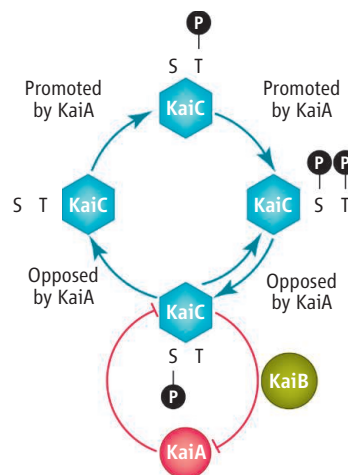 P
S T
KaiC
Promoted
by KaiA
Promoted
by KaiA
S T
KaiC
KaiC
P P
S T
Opposed
by KaiA
Opposed
by KaiA
KaiC
S T
P
KaiB
KaiA